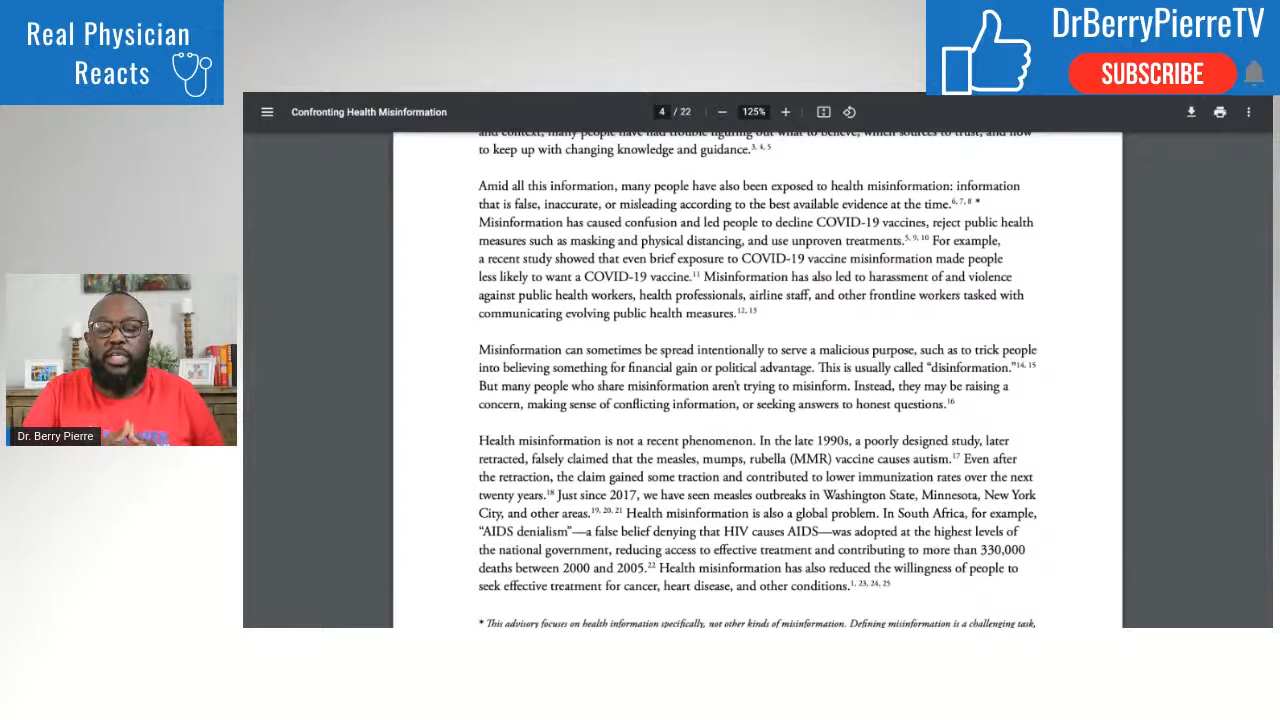 Real Physician
Reacts
DrBerryPierreTV
SUBSCRIBE
Confronting Health Misinformation
4 / 22
125%
and context, many people have had trouble figuring out what to believe, which sources to trust, and how
to keep up with changing knowledge and guidance.3, 4, 5
Amid all this information, many people have also been exposed to health misinformation: information
that is false, inaccurate, or misleading according to the best available evidence at the time.6, 7, 8 *
Misinformation has caused confusion and led people to decline COVID-19 vaccines, reject public health
measures such as masking and physical distancing, and use unproven treatments.5, 9, 10 For example,
a recent study showed that even brief exposure to COVID-19 vaccine misinformation made people
less likely to want a COVID-19 vaccine.11 Misinformation has also led to harassment of and violence
against public health workers, health professionals, airline staff, and other frontline workers tasked with
communicating evolving public health measures.12, 13
Misinformation can sometimes be spread intentionally to serve a malicious purpose, such as to trick people
into believing something for financial gain or political advantage. This is usually called “disinformation.”14, 15
But many people who share misinformation aren’t trying to misinform. Instead, they may be raising a
concern, making sense of conflicting information, or seeking answers to honest questions.16
Health misinformation is not a recent phenomenon. In the late 1990s, a poorly designed study, later
retracted, falsely claimed that the measles, mumps, rubella (MMR) vaccine causes autism.17 Even after
the retraction, the claim gained some traction and contributed to lower immunization rates over the next
twenty years.18 Just since 2017, we have seen measles outbreaks in Washington State, Minnesota, New York
City, and other areas.19, 20, 21 Health misinformation is also a global problem. In South Africa, for example,
“AIDS denialism”—a false belief denying that HIV causes AIDS—was adopted at the highest levels of
the national government, reducing access to effective treatment and contributing to more than 330,000
deaths between 2000 and 2005.22 Health misinformation has also reduced the willingness of people to
seek effective treatment for cancer, heart disease, and other conditions.1, 23, 24, 25
* This advisory focuses on health information specifically, not other kinds of misinformation. Defining misinformation is a challenging task,
Dr. Berry Pierre